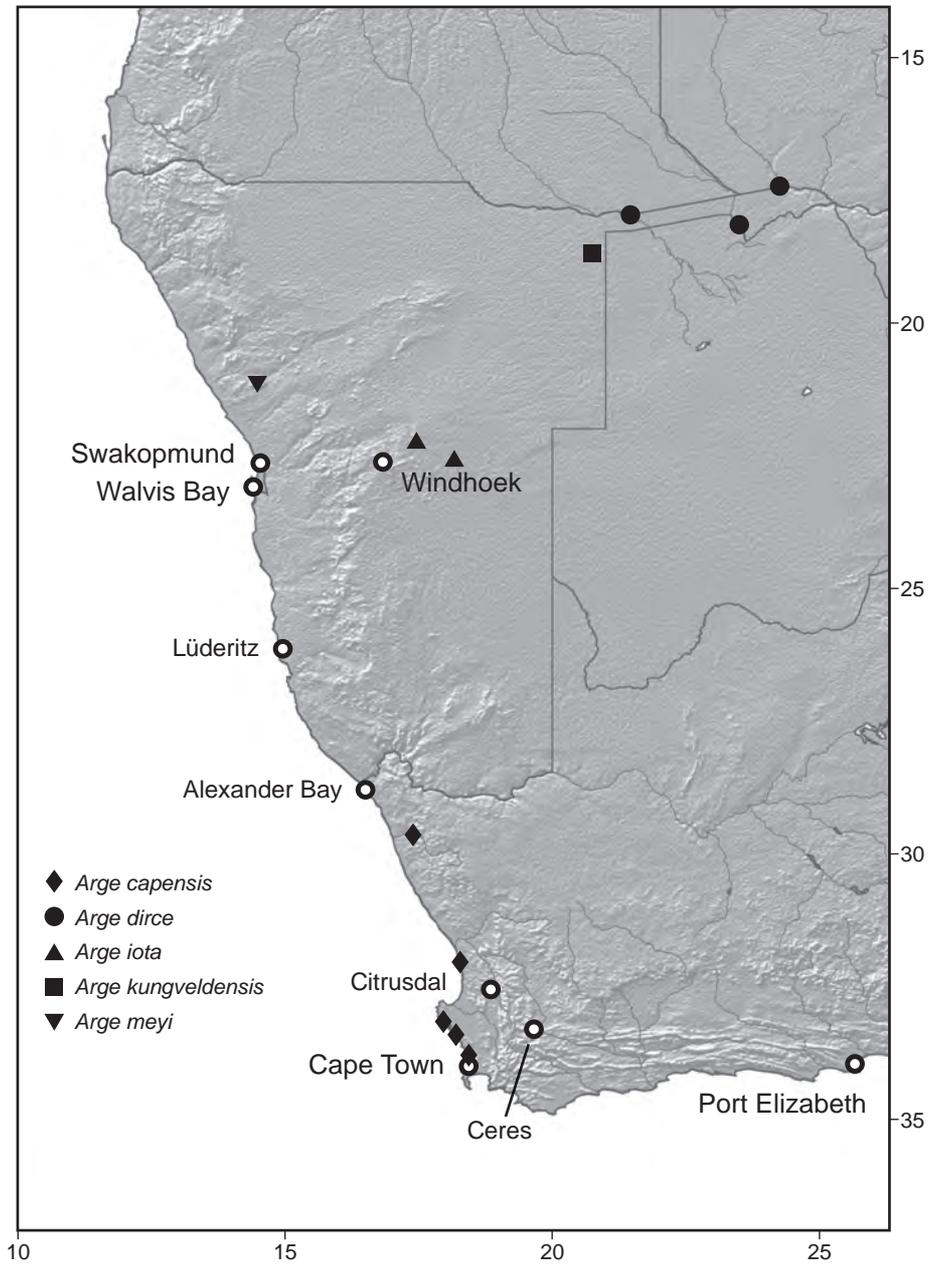 15
20
Swakopmund
Windhoek
Walvis Bay
25
Lüderitz
Alexander Bay
30
Arge capensis
Arge dirce
Arge iota
Arge kungveldensis
Arge meyi
Citrusdal
Cape Town
Port Elizabeth
Ceres
35
10 15 20 25